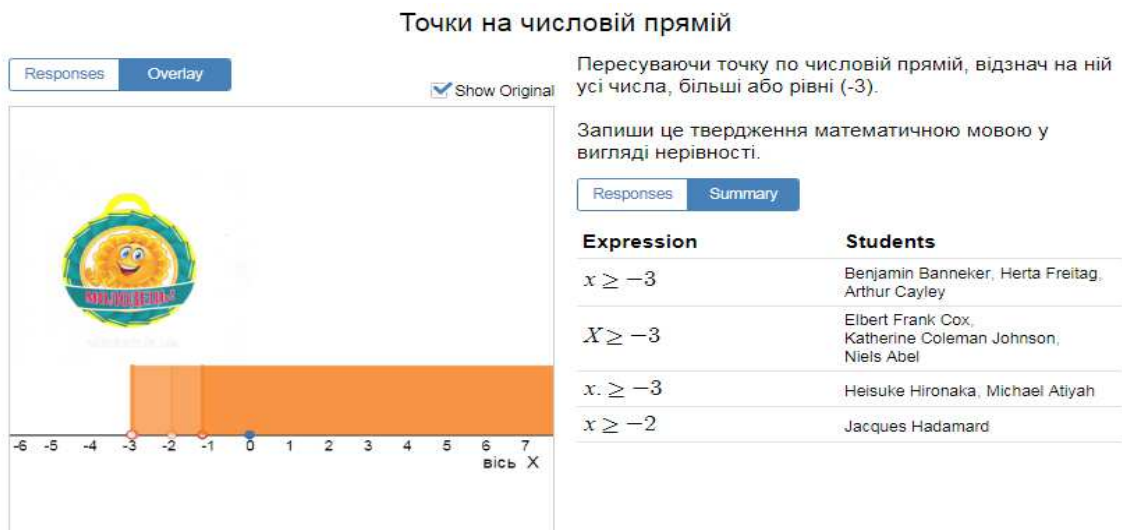 Точки на числовій прямій
Responses Overlay
Show Original
-6 -5 -4 -3 -2 -1 0 1 2 3 4 5 6 7
вісь X
Пересуваючи точку по числовій прямій, відзнач на ній
усі числа, більші або рівні (-3).
Запиши це твердження математичною мовою у
вигляді нерівності.
Responses Summary
Expression Students
x ≥ −3 Benjamin Banneker, Herta Freitag,
Arthur Cayley
X ≥ −3 Elbert Frank Cox,
Katherine Coleman Johnson,
Niels Abel
x. ≥ −3 Heisuke Hironaka, Michael Atiyah
x ≥ −2 Jacques Hadamard